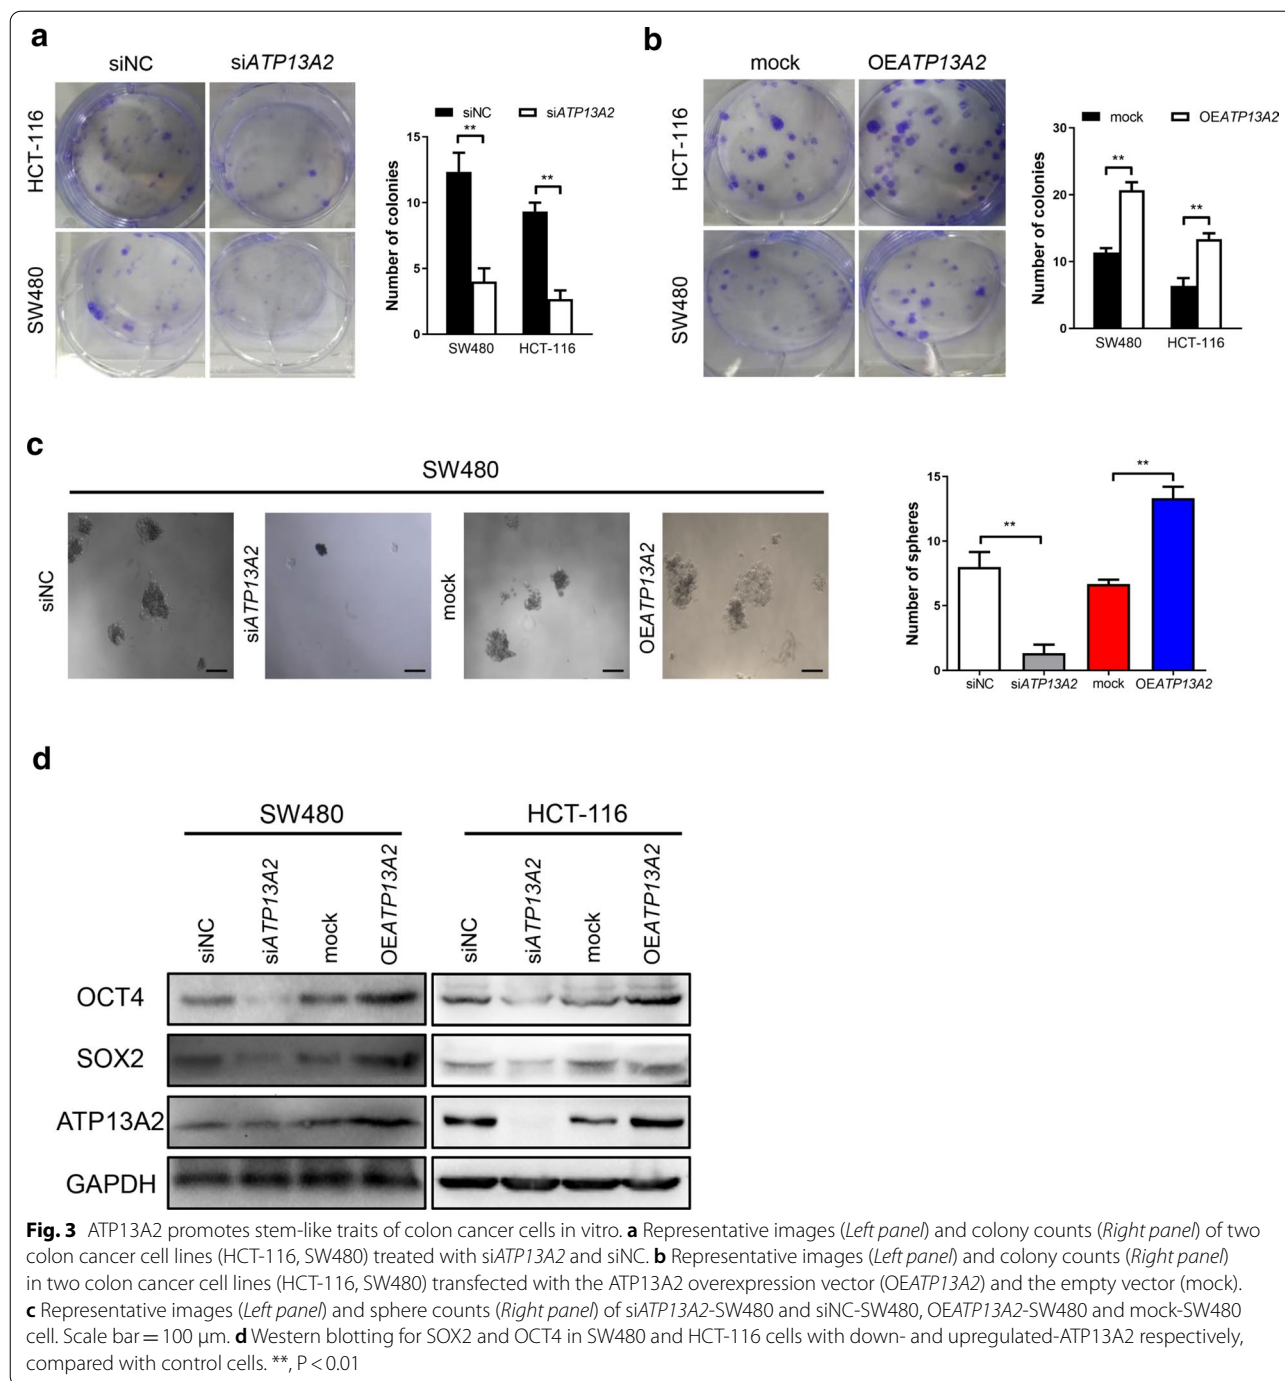 a
siNC
siATP13A2
HCT-116
SW480
siNC
siATP13A2
Number of colonies
15
10
5
0
**
**
SW480
HCT-116
b
mock
OEATP13A2
HCT-116
SW480
mock
OEATP13A2
Number of colonies
30
20
10
0
**
**
SW480
HCT-116
c
SW480
siNC
siATP13A2
mock
OEATP13A2
Number of spheres
15
10
5
0
**
**
siNC
siATP13A2
mock
OEATP13A2
d
SW480
HCT-116
siNC
siATP13A2
mock
OEATP13A2
siNC
siATP13A2
mock
OEATP13A2
OCT4
SOX2
ATP13A2
GAPDH
Fig. 3 ATP13A2 promotes stem-like traits of colon cancer cells in vitro. a Representative images (Left panel) and colony counts (Right panel) of two
colon cancer cell lines (HCT-116, SW480) treated with siATP13A2 and siNC. b Representative images (Left panel) and colony counts (Right panel)
in two colon cancer cell lines (HCT-116, SW480) transfected with the ATP13A2 overexpression vector (OEATP13A2) and the empty vector (mock).
c Representative images (Left panel) and sphere counts (Right panel) of siATP13A2-SW480 and siNC-SW480, OEATP13A2-SW480 and mock-SW480
cell. Scale bar = 100 μm. d Western blotting for SOX2 and OCT4 in SW480 and HCT-116 cells with down- and upregulated-ATP13A2 respectively,
compared with control cells. **, P < 0.01